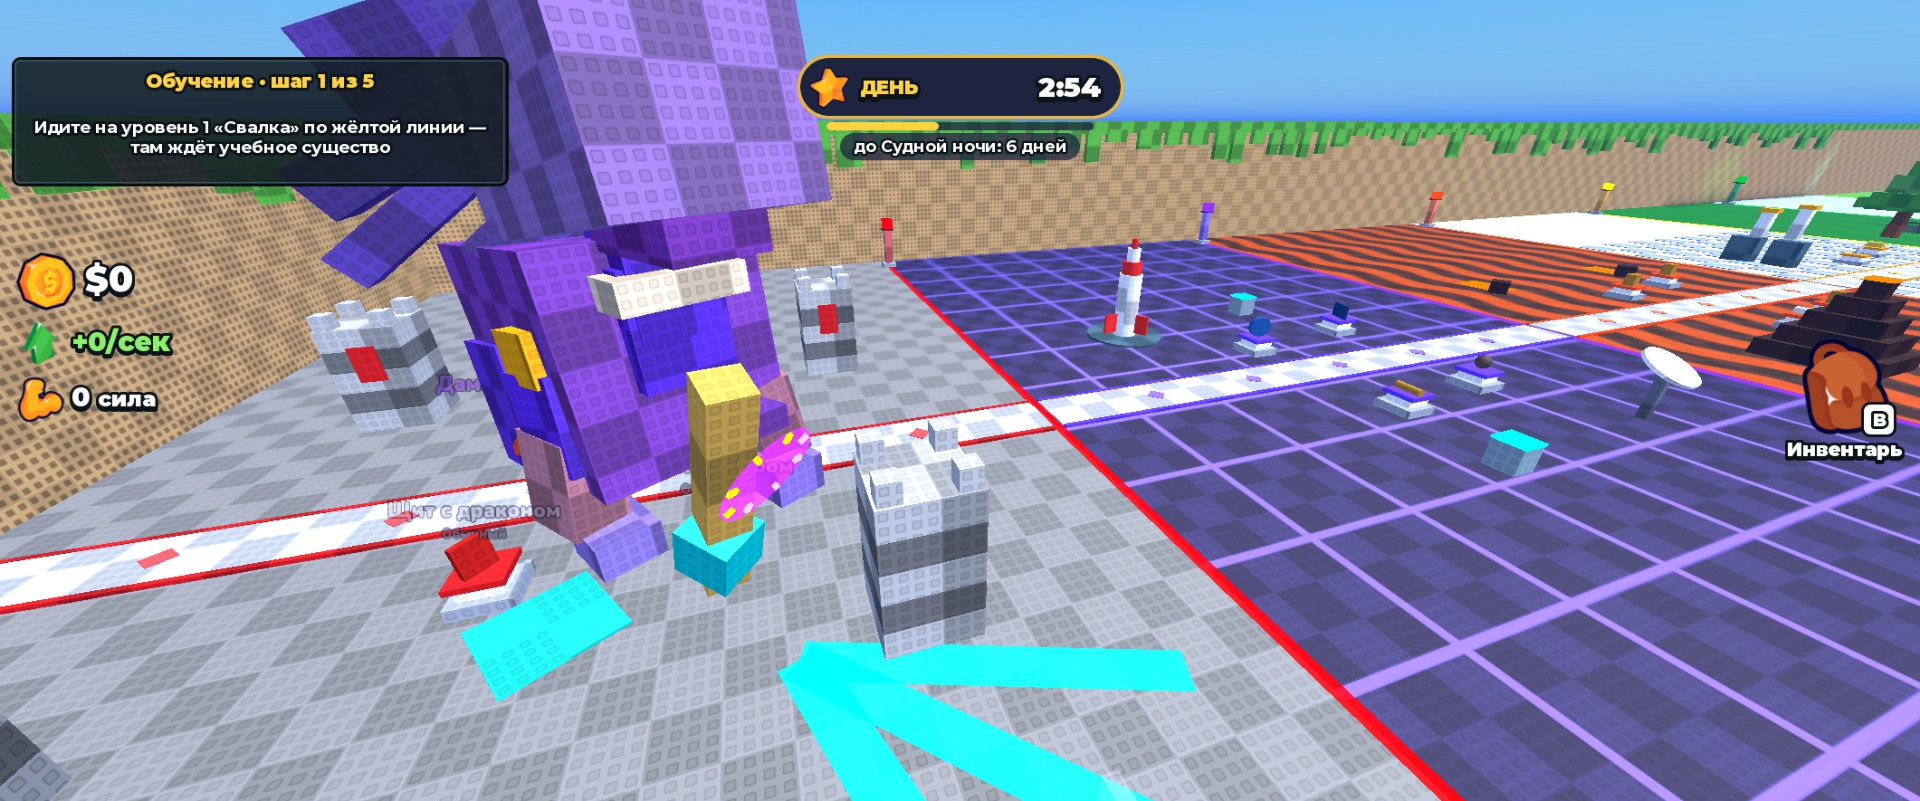 Обучение • шаг 1 из 5
Идите на уровень 1 «Свалка» по жёлтой линии —
там ждёт учебное существо
ДЕНЬ 2:54
до Судной ночи: 6 дней
$0
+0/сек
0 сила
B
Инвентарь
Щит с драконом